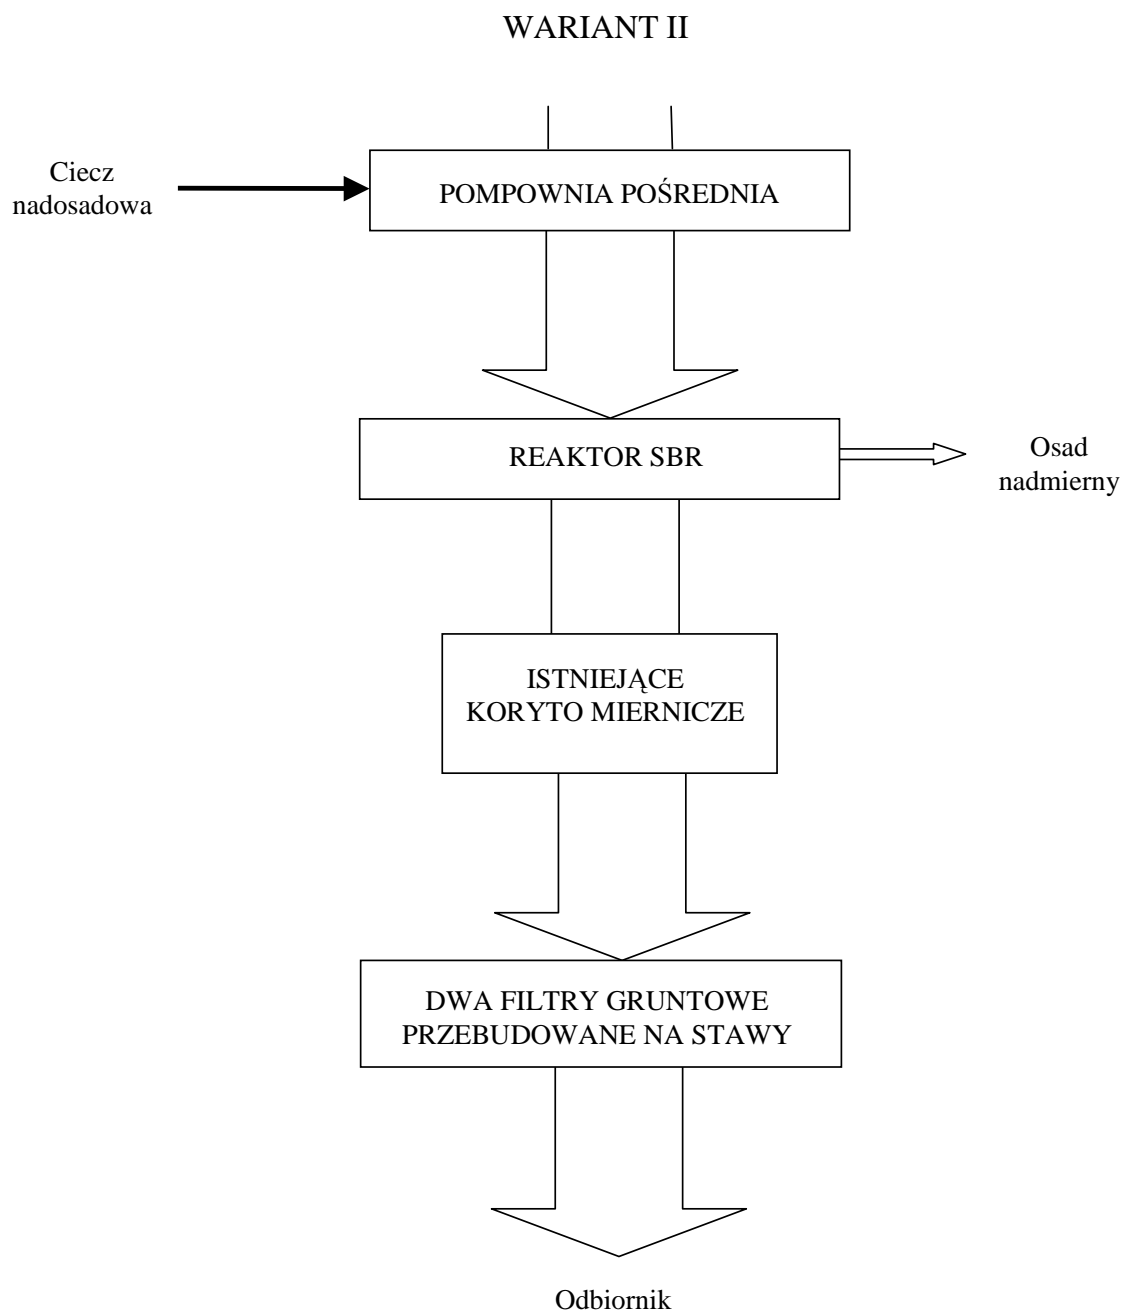 WARIANT II
Ciecz
nadosadowa
POMPOWNIA POŚREDNIA
REAKTOR SBR
Osad
nadmierny
ISTNIEJĄCE
KORYTO MIERNICZE
DWA FILTRY GRUNTOWE
PRZEBUDOWANE NA STAWY
Odbiornik